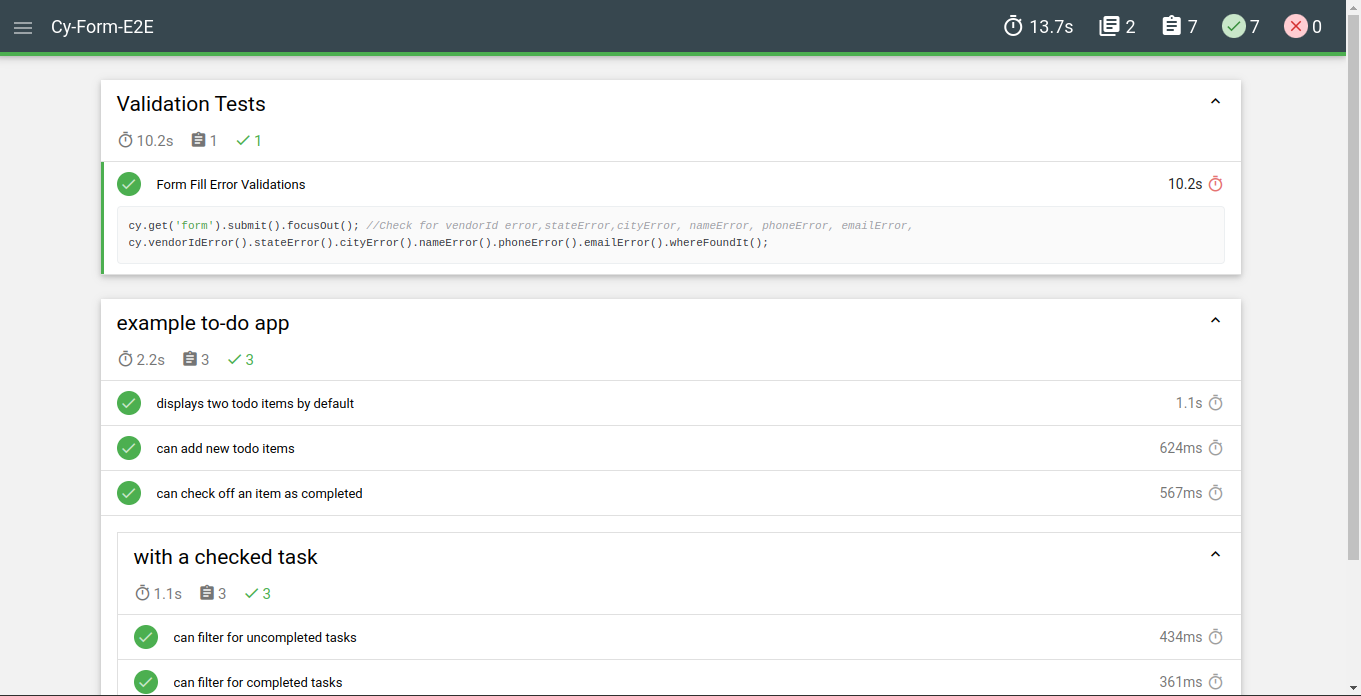 Cy-Form-E2E
13.7s 2 7 7 0
Validation Tests
10.2s 1 1
Form Fill Error Validations 10.2s
cy.get('form').submit().focusOut(); //Check for vendorId error,stateError,cityError, nameError, phoneError, emailError,
cy.vendorIdError().stateError().cityError().nameError().phoneError().emailError().whereFoundIt();
example to-do app
2.2s 3 3
displays two todo items by default 1.1s
can add new todo items 624ms
can check off an item as completed 567ms
with a checked task
1.1s 3 3
can filter for uncompleted tasks 434ms
can filter for completed tasks 361ms